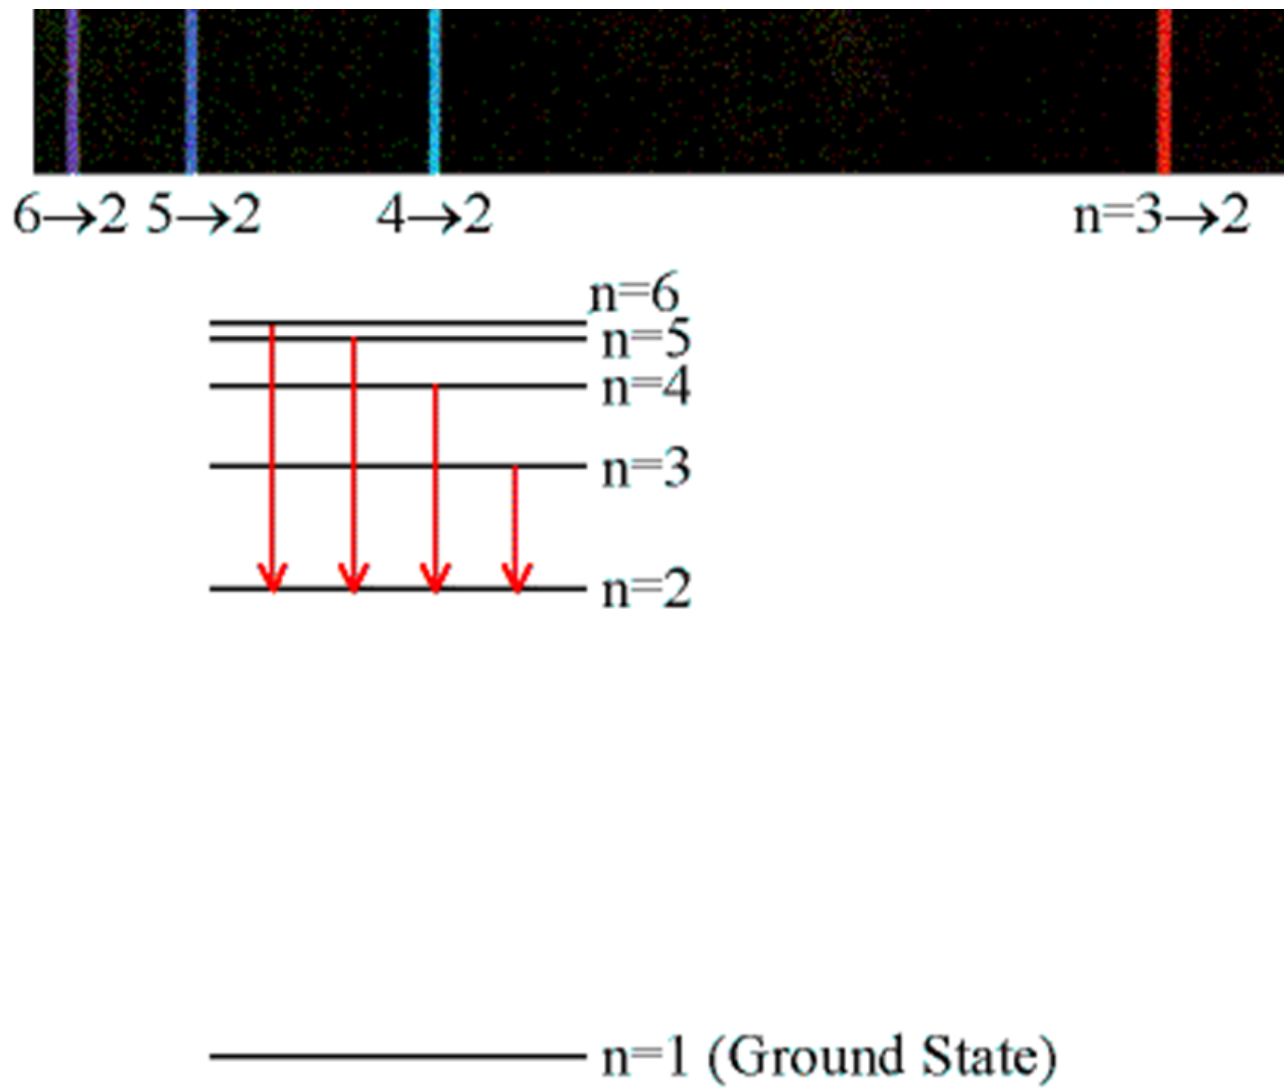 6→2 5→2 4→2 n=3→2
n=6
n=5
n=4
n=3
n=2
n=1 (Ground State)